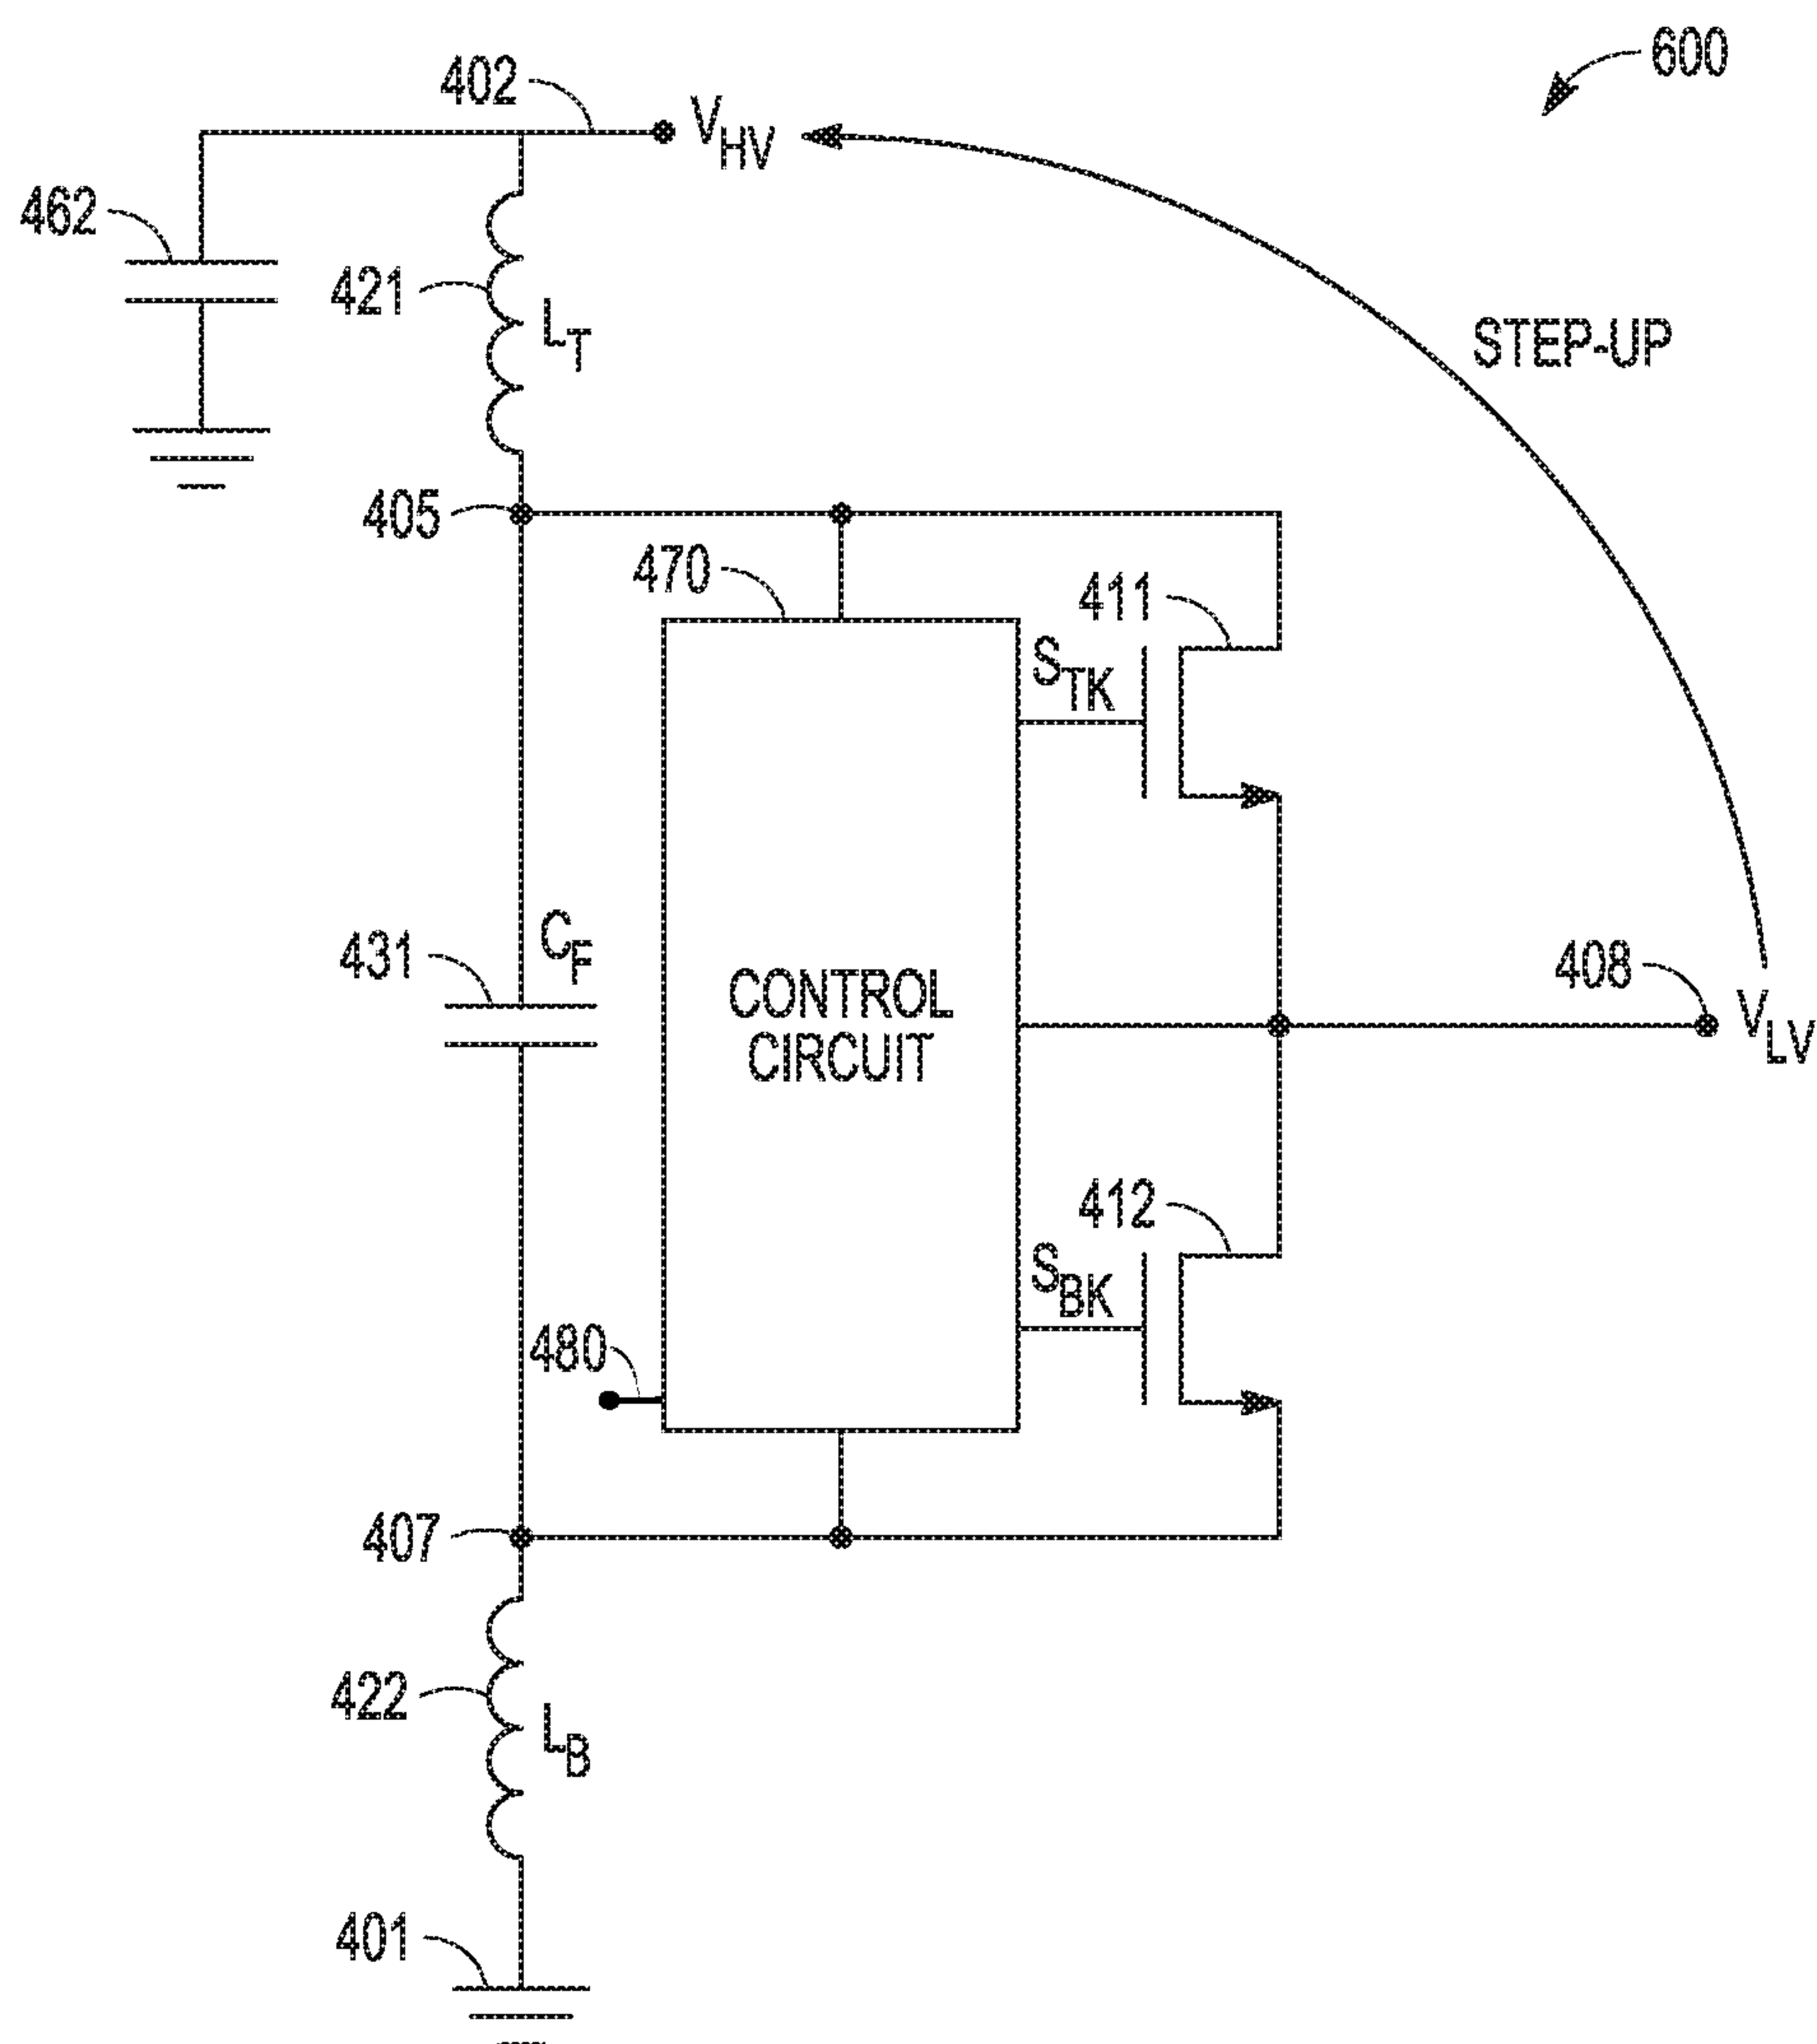 600
402
V_HV
462
421
L_T
STEP-UP
405
470
411
S_TK
C_F
431
408
CONTROL
CIRCUIT
V_LV
412
S_BK
480
407
422
L_B
401